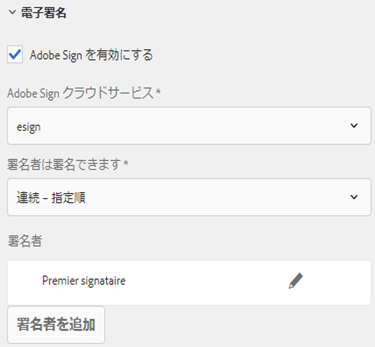 電子署名
Adobe Sign を有効にする
Adobe Sign クラウドサービス *
esign
署名者は署名できます *
連続 – 指定順
署名者
Premier signataire
署名者を追加